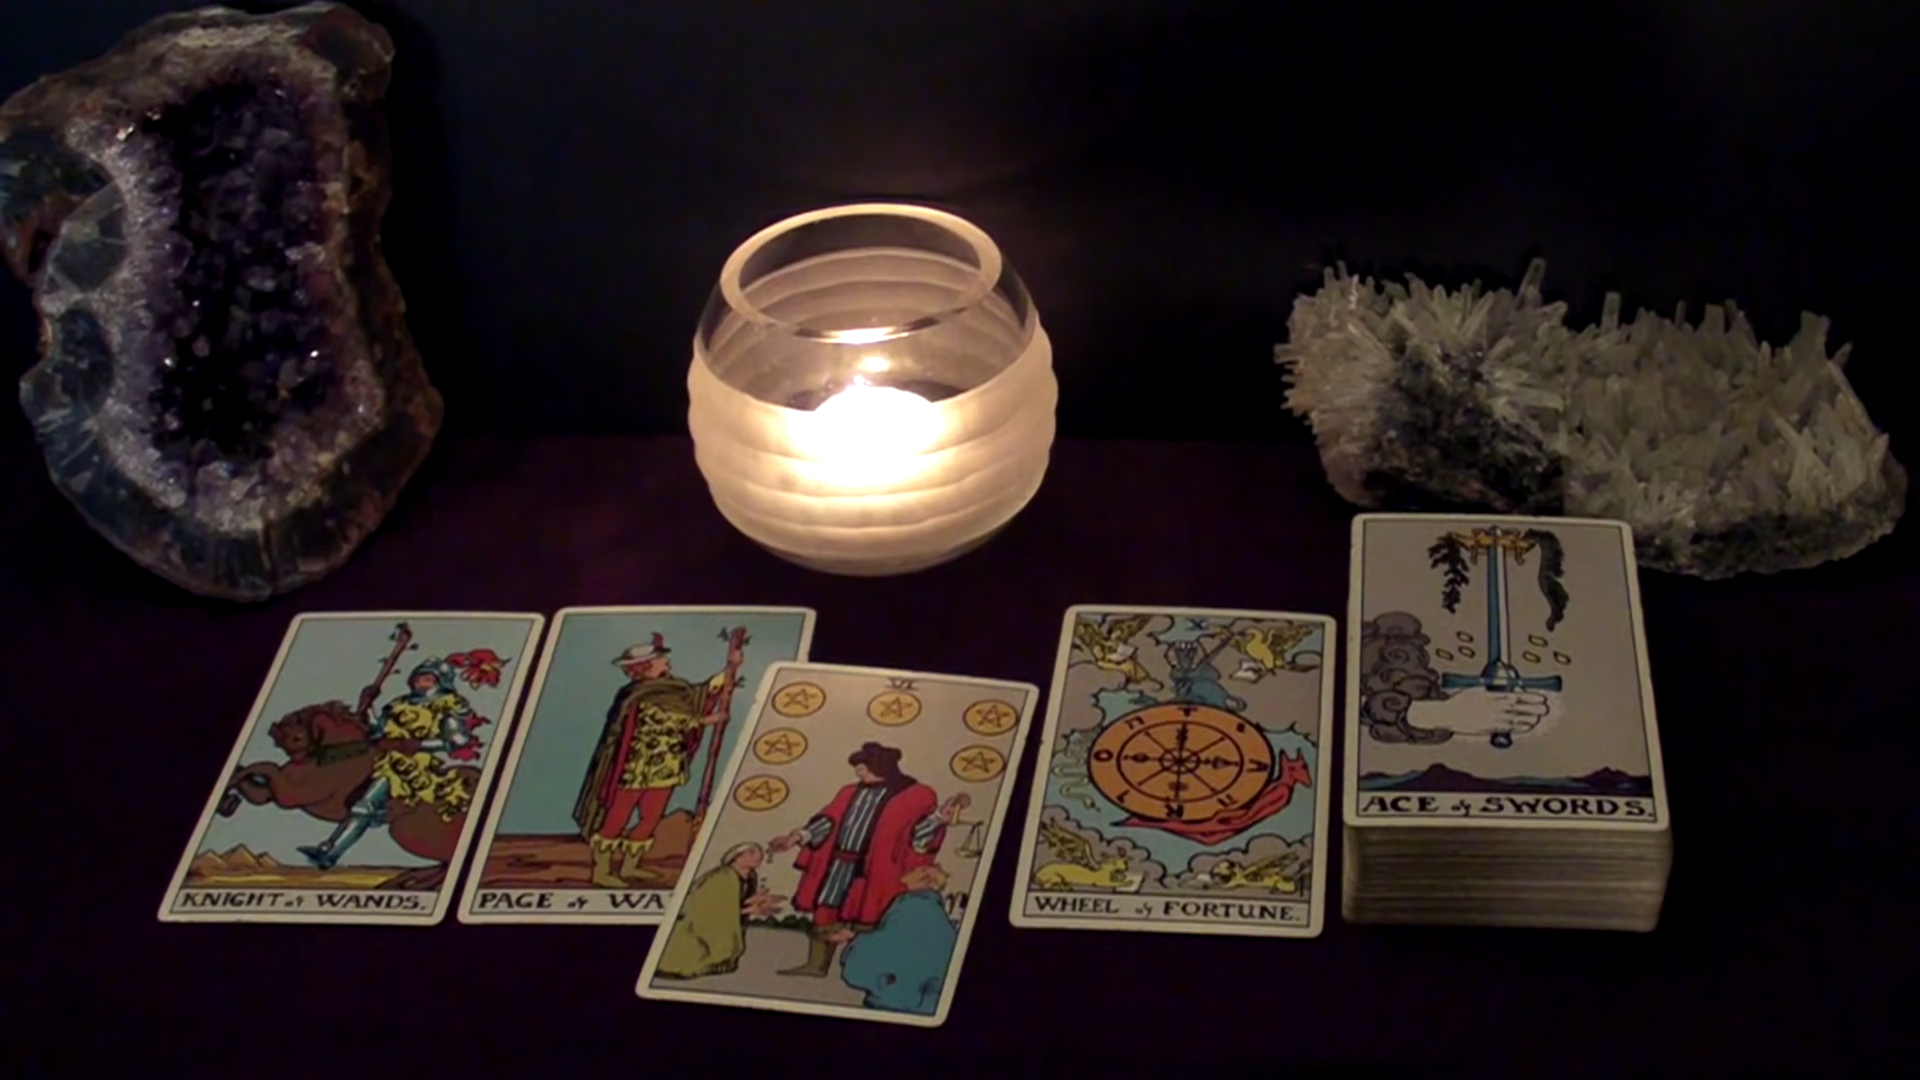 KNIGHT of WANDS.
PAGE of WA
VI
X
WHEEL of FORTUNE.
ACE of SWORDS.